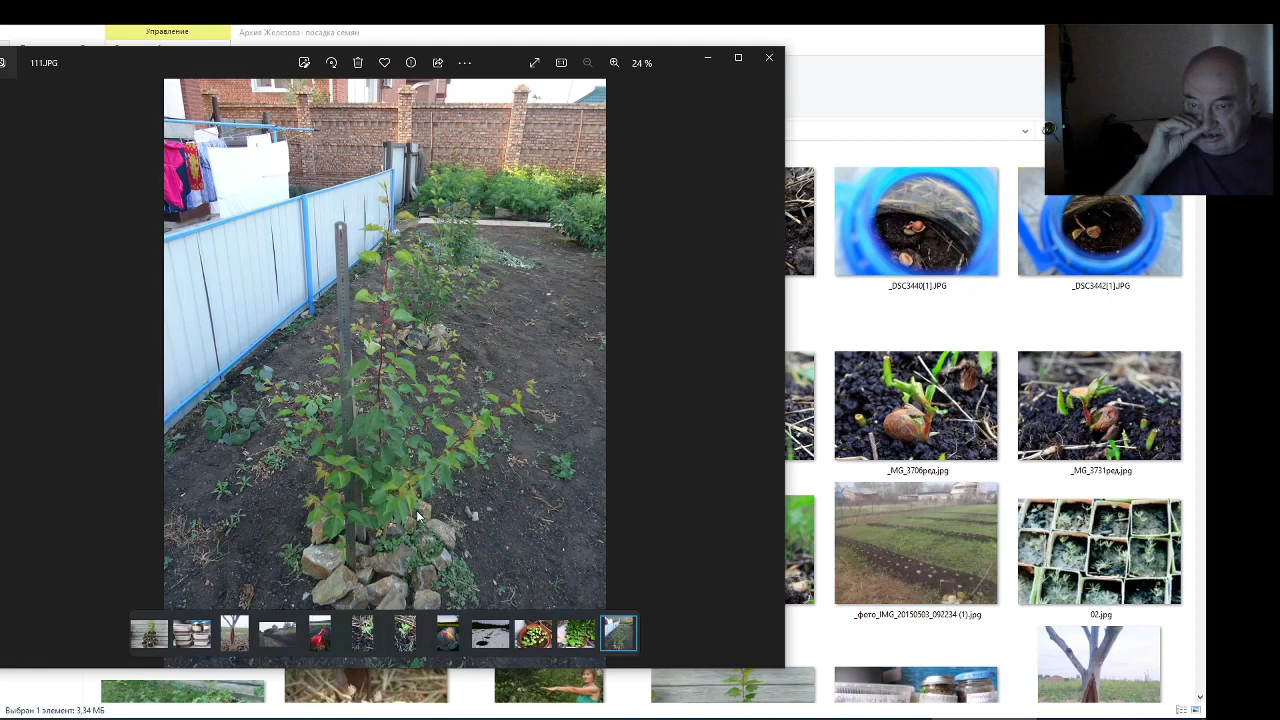 Управление
Архив Железова- посадка семян
111.JPG
24 %
_DSC3440[1].JPG
_DSC3442[1].JPG
_MG_3706ред.jpg
_MG_3731ред.jpg
_фото_IMG_20150503_092234 (1).jpg
02.jpg
Выбран 1 элемент: 3,34 МБ